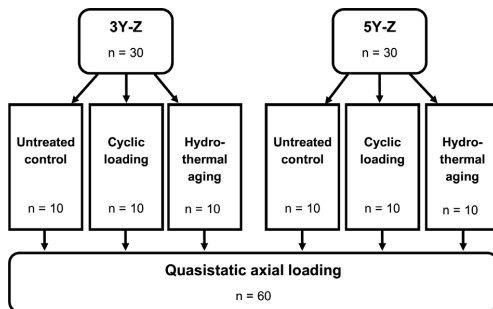 3Y-Z
n = 30
5Y-Z
n = 30
Untreated
control
n = 10
Cyclic
loading
n = 10
Hydro-
thermal
aging
n = 10
Untreated
control
n = 10
Cyclic
loading
n = 10
Hydro-
thermal
aging
n = 10
Quasistatic axial loading
n = 60